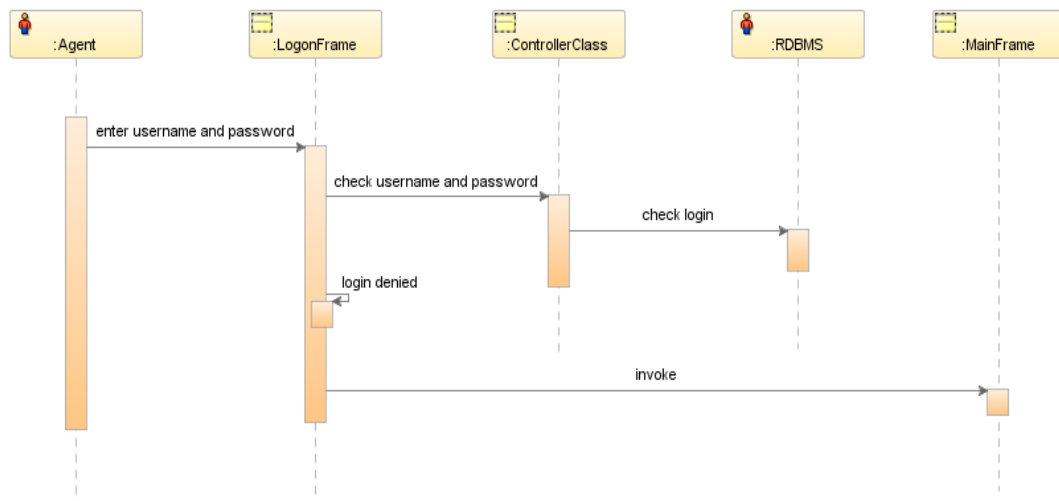 :Agent
:LogonFrame
:ControllerClass
:RDBMS
:MainFrame
enter username and password
check username and password
check login
login denied
invoke